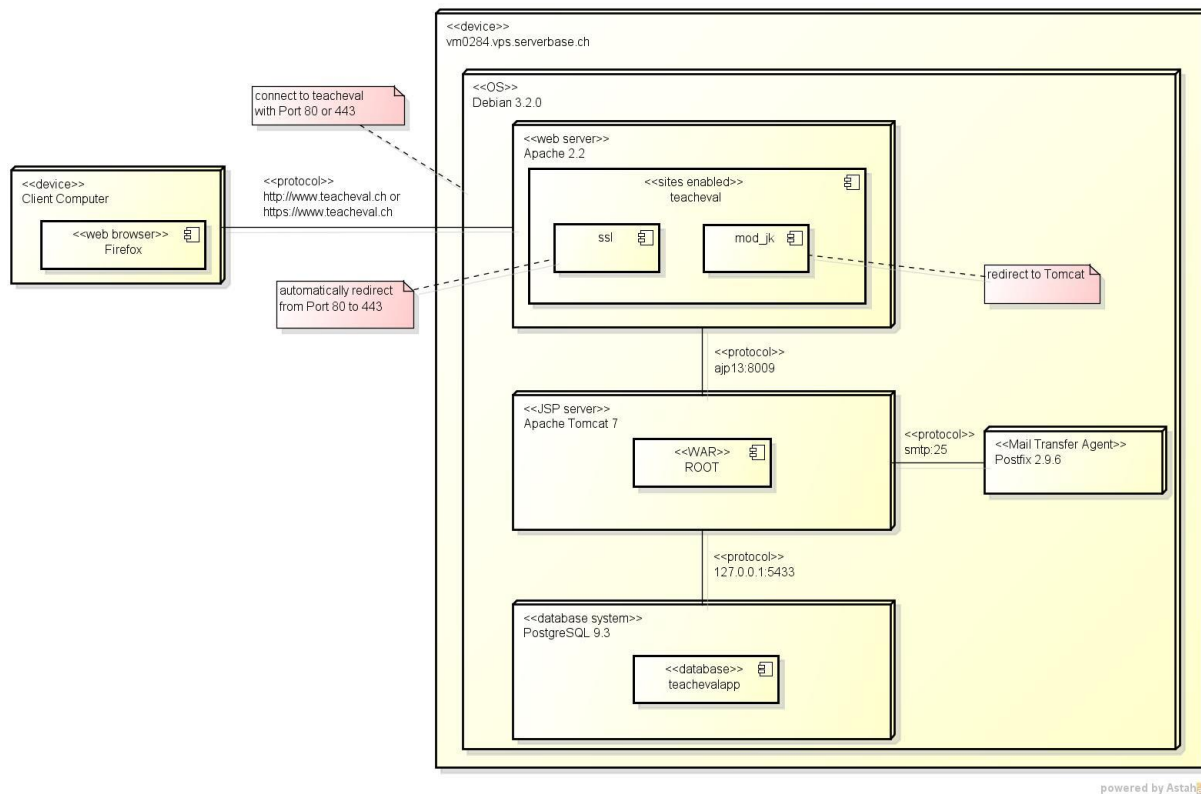 <<device>>
vm0284.vps.serverbase.ch
<<OS>>
Debian 3.2.0
connect to teacheval
with Port 80 or 443
<<web server>>
Apache 2.2
<<device>>
Client Computer
<<web browser>>
Firefox
<<protocol>>
http://www.teacheval.ch or
https://www.teacheval.ch
<<sites enabled>>
teacheval
ssl
mod_jk
automatically redirect
from Port 80 to 443
redirect to Tomcat
<<protocol>>
ajp13:8009
<<JSP server>>
Apache Tomcat 7
<<WAR>>
ROOT
<<protocol>>
smtp:25
<<Mail Transfer Agent>>
Postfix 2.9.6
<<protocol>>
127.0.0.1:5433
<<database system>>
PostgreSQL 9.3
<<database>>
teachevalapp
powered by Astah